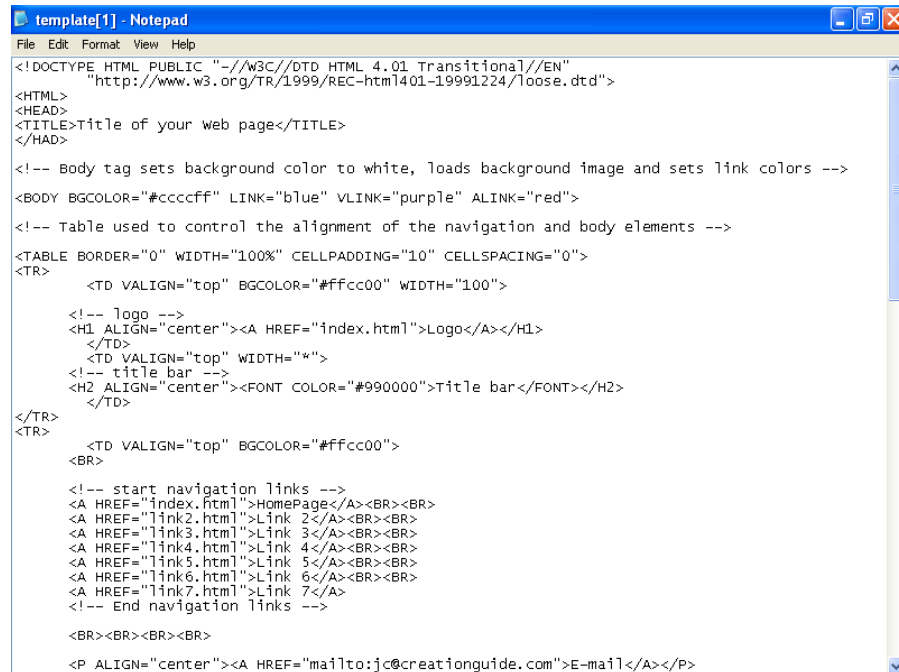 template[1] - Notepad
File Edit Format View Help
<!DOCTYPE HTML PUBLIC "-//W3C//DTD HTML 4.01 Transitional//EN"
"http://www.w3.org/TR/1999/REC-html401-19991224/loose.dtd">
<HTML>
<HEAD>
<TITLE>Title of your Web page</TITLE>
</HAD>
<!-- Body tag sets background color to white, loads background image and sets link colors -->
<BODY BGCOLOR="#ccccff" LINK="blue" VLINK="purple" ALINK="red">
<!-- Table used to control the alignment of the navigation and body elements -->
<TABLE BORDER="0" WIDTH="100%" CELLPADDING="10" CELLSPACING="0">
<TR>
<TD VALIGN="top" BGCOLOR="#ffcc00" WIDTH="100">
<!-- logo -->
<H1 ALIGN="center"><A HREF="index.html">Logo</A></H1>
</TD>
<TD VALIGN="top" WIDTH="*">
<!-- title bar -->
<H2 ALIGN="center"><FONT COLOR="#990000">Title bar</FONT></H2>
</TD>
</TR>
<TR>
<TD VALIGN="top" BGCOLOR="#ffcc00">
<BR>
<!-- start navigation links -->
<A HREF="index.html">HomePage</A><BR><BR>
<A HREF="link2.html">Link 2</A><BR><BR>
<A HREF="link3.html">Link 3</A><BR><BR>
<A HREF="link4.html">Link 4</A><BR><BR>
<A HREF="link5.html">Link 5</A><BR><BR>
<A HREF="link6.html">Link 6</A><BR><BR>
<A HREF="link7.html">Link 7</A>
<!-- End navigation links -->
<BR><BR><BR><BR>
<P ALIGN="center"><A HREF="mailto:jc@creationguide.com">E-mail</A></P>